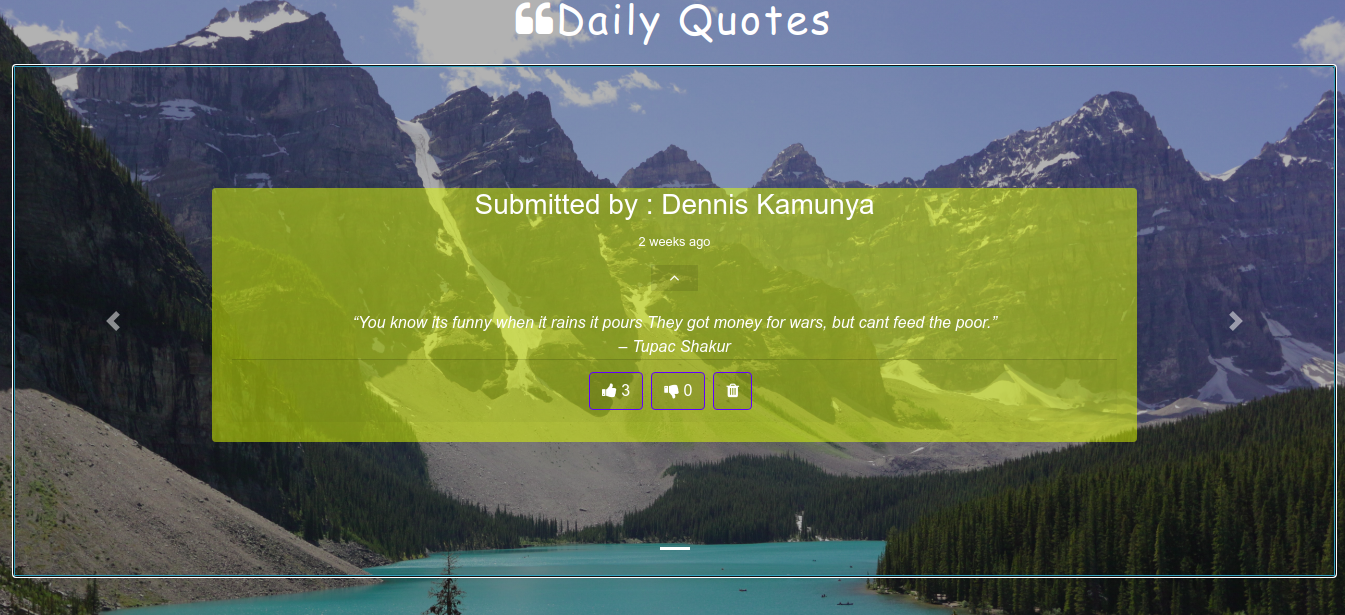 ❝Daily Quotes
Submitted by : Dennis Kamunya
2 weeks ago
“You know its funny when it rains it pours They got money for wars, but cant feed the poor.”
– Tupac Shakur
3 0